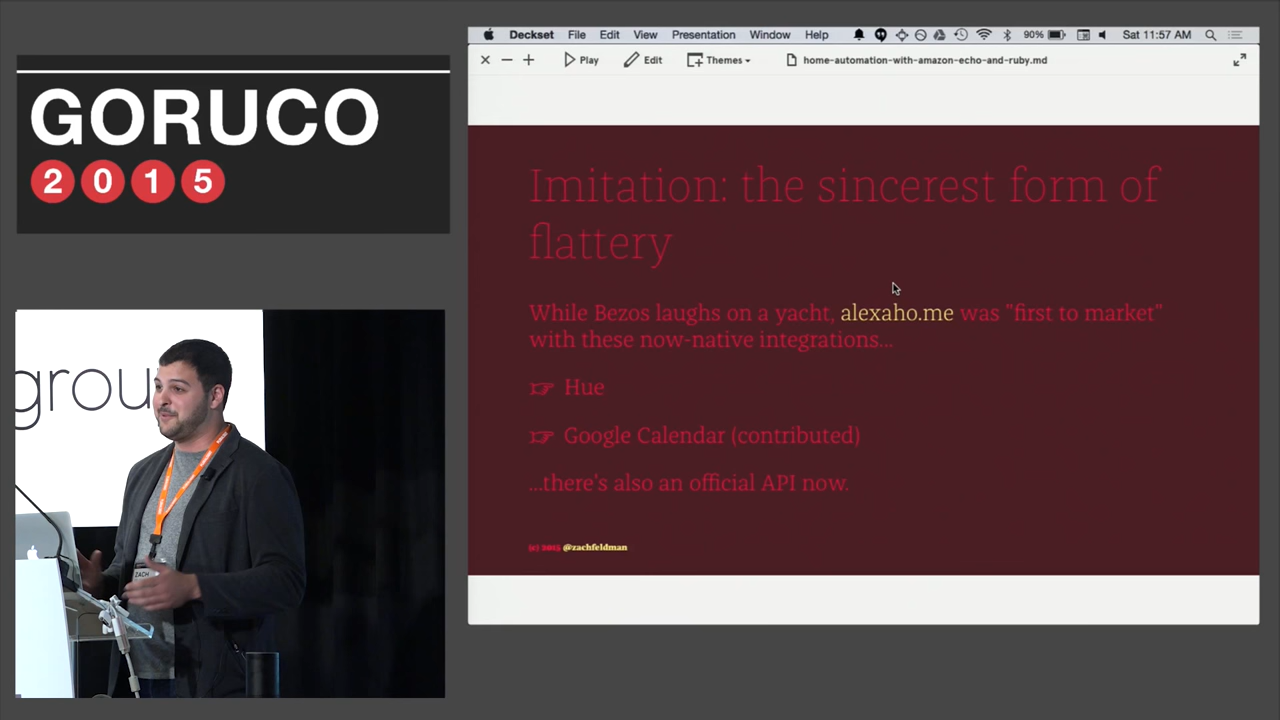 GORUCO
2 0 1 5
grou
ZACH
Deckset File Edit View Presentation Window Help 90% Sat 11:57 AM
Play Edit Themes home-automation-with-amazon-echo-and-ruby.md
Imitation: the sincerest form of
flattery
While Bezos laughs on a yacht, alexaho.me was "first to market"
with these now-native integrations...
☞ Hue
☞ Google Calendar (contributed)
...there's also an official API now.
(c) 2015 @zachfeldman